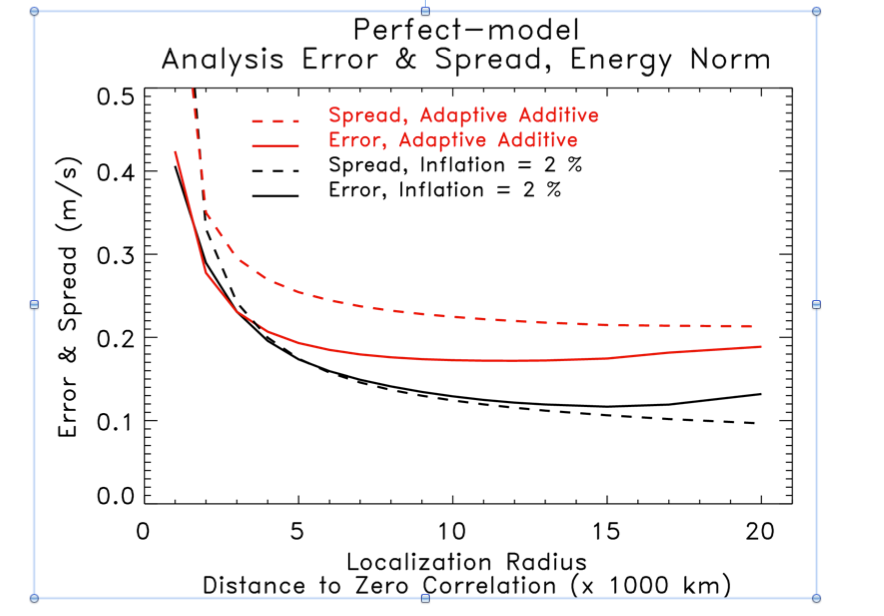 Perfect-model
Analysis Error & Spread, Energy Norm
0.5
Spread, Adaptive Additive
Error, Adaptive Additive
Spread, Inflation = 2 %
Error, Inflation = 2 %
0.4
0.3
0.2
0.1
0.0
Error & Spread (m/s)
0 5 10 15 20
Localization Radius
Distance to Zero Correlation (x 1000 km)